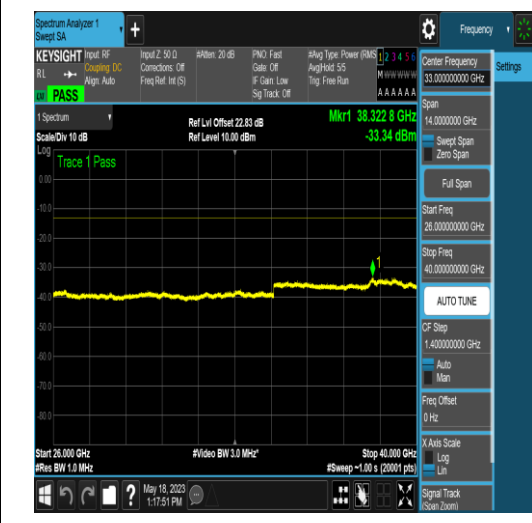 Spectrum Analyzer 1
Swept SA
Frequency
KEYSIGHT
RL
PASS
Input: RF
Coupling: DC
Align: Auto
Input Z: 50 Ω
Corrections: Off
Freq Ref: Int (S)
#Atten: 20 dB
PNO: Fast
Gate: Off
IF Gain: Low
Sig Track: Off
#Avg Type: Power (RMS)
Avg|Hold: 5/5
Trig: Free Run
1 2 3 4 5 6
M W W W W W
A A A A A A
1 Spectrum
Scale/Div 10 dB
Ref Lvl Offset 22.83 dB
Ref Level 10.00 dBm
Mkr1 38.322 8 GHz
-33.34 dBm
Log
Trace 1 Pass
0.00
-10.0
-20.0
-30.0
-40.0
-50.0
-60.0
-70.0
-80.0
1
Start 26.000 GHz
#Res BW 1.0 MHz
#Video BW 3.0 MHz*
Stop 40.000 GHz
#Sweep ~1.00 s (20001 pts)
May 18, 2023
1:17:51 PM
Center Frequency
33.000000000 GHz
Span
14.0000000 GHz
Swept Span
Zero Span
Full Span
Start Freq
26.000000000 GHz
Stop Freq
40.000000000 GHz
AUTO TUNE
CF Step
1.400000000 GHz
Auto
Man
Freq Offset
0 Hz
X Axis Scale
Log
Lin
Signal Track
(Span Zoom)
Settings